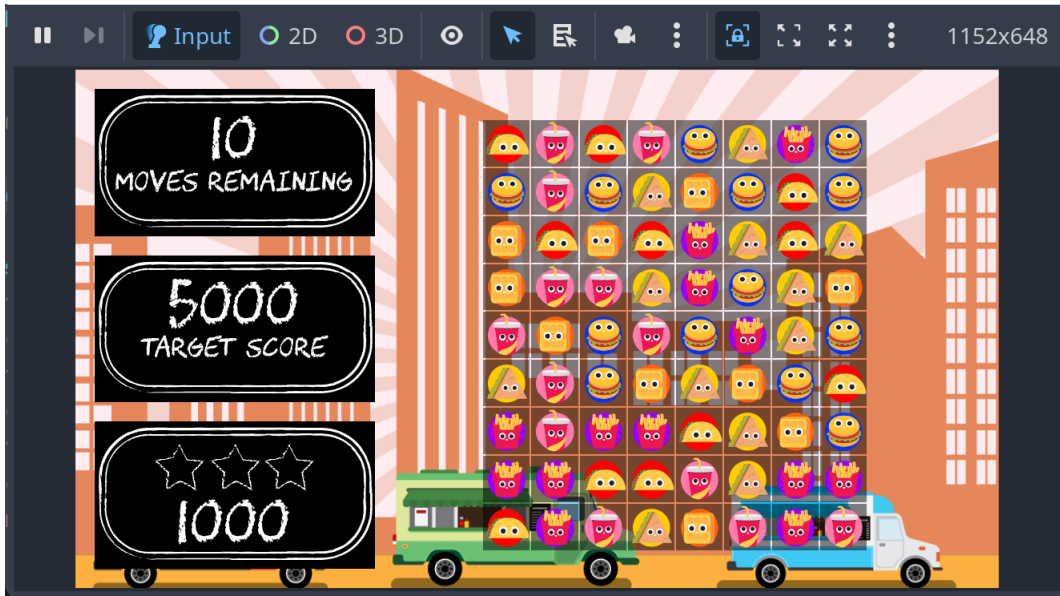 Input 2D 3D 1152x648
10
MOVES REMAINING
5000
TARGET SCORE
1000